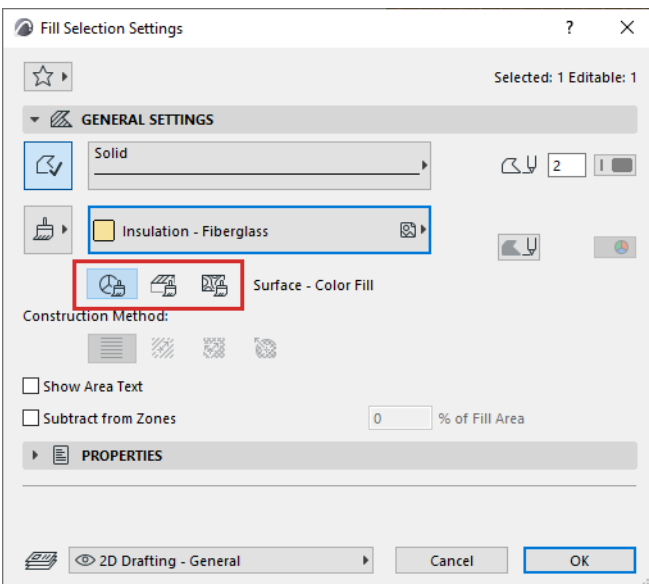 Fill Selection Settings
?
Selected: 1 Editable: 1
GENERAL SETTINGS
Solid
2
Insulation - Fiberglass
Surface - Color Fill
Construction Method:
Show Area Text
Subtract from Zones
0
% of Fill Area
PROPERTIES
2D Drafting - General
Cancel
OK